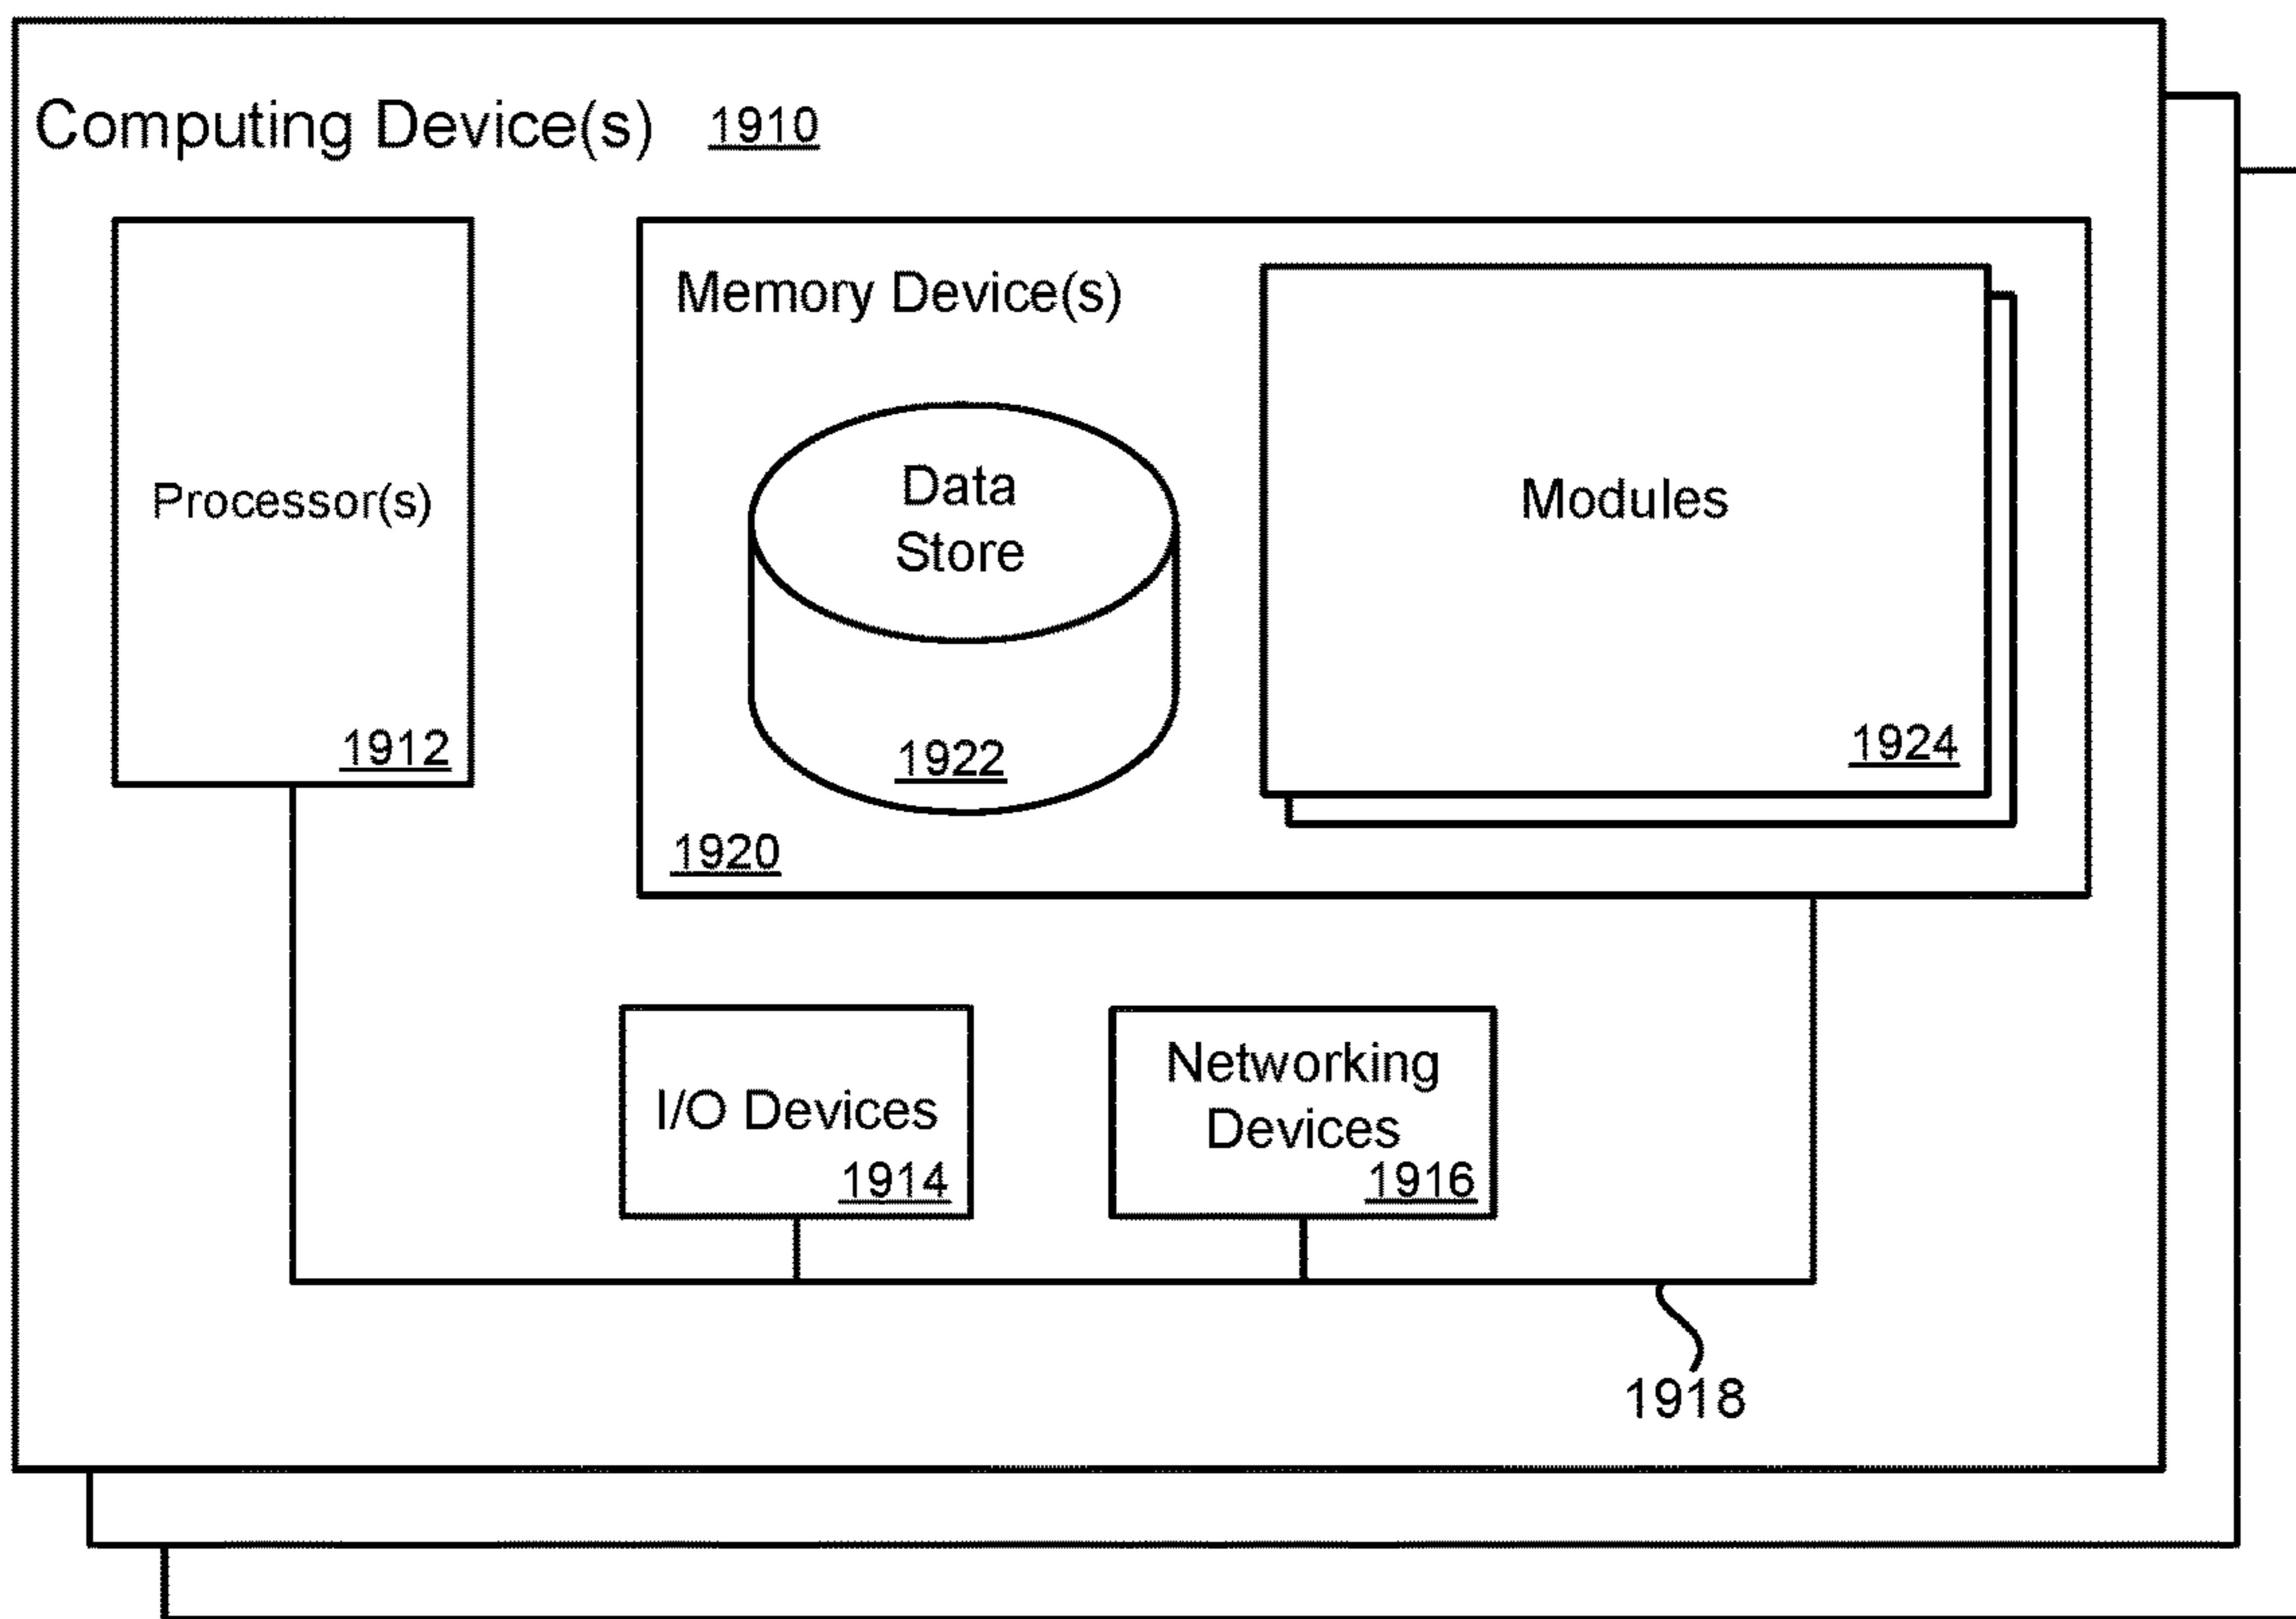 Computing Device(s) 1910
Processor(s)
1912
Memory Device(s)
Data
Store
1922
Modules
1924
1920
I/O Devices
1914
Networking
Devices
1916
1918